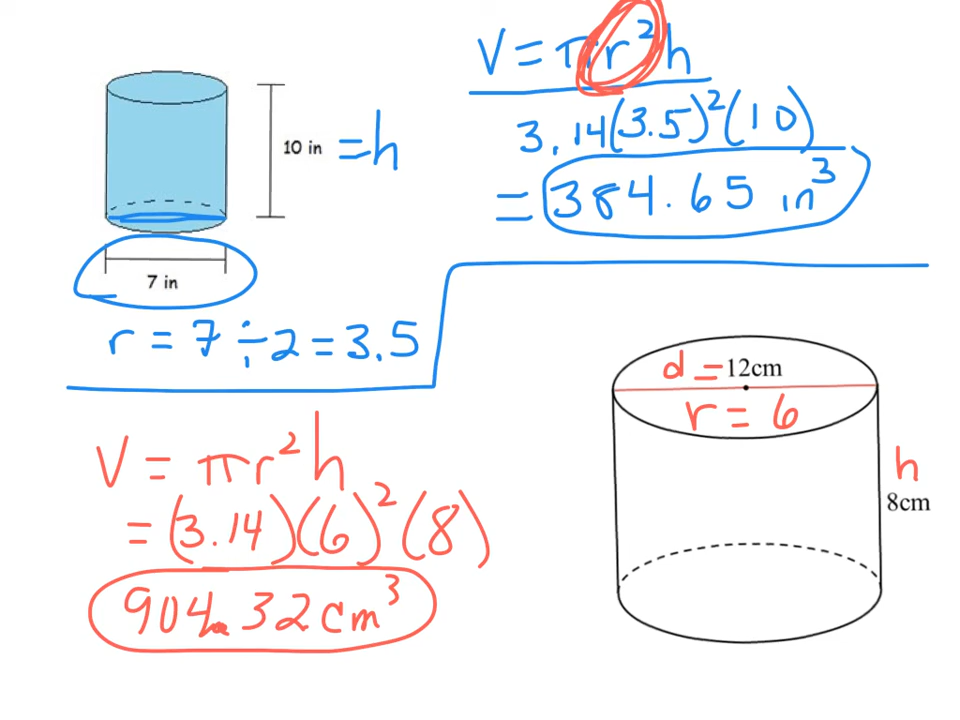 V = πr²h
3.14(3.5)²(10)
= 384.65 in³
10 in = h
7 in
r = 7 ÷ 2 = 3.5
d = 12cm
r = 6
h
8cm
V = πr²h
= (3.14)(6)²(8)
904.32 cm³